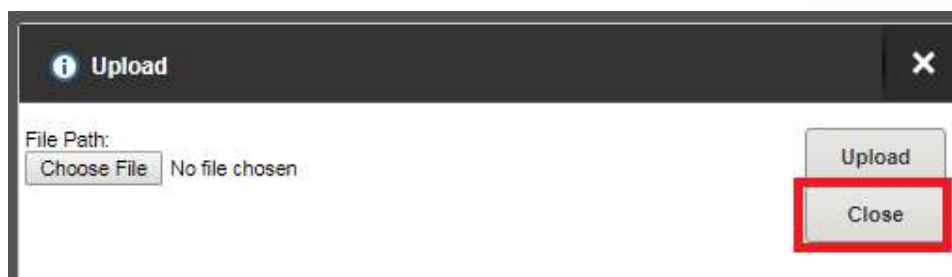 Upload
File Path:
Choose File No file chosen
Upload
Close